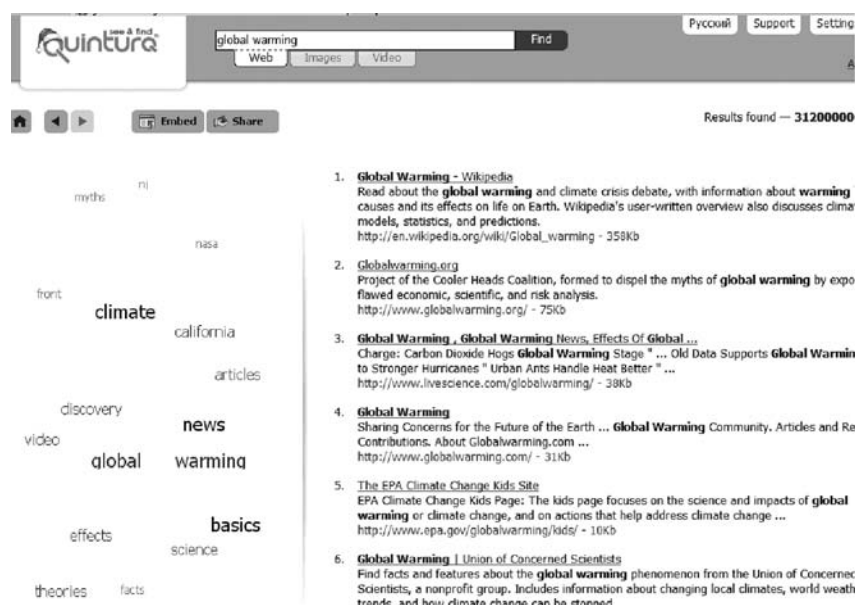 see & find
Quintura
global warming
Find
Web
Images
Video
Русский
Support
Setting
A
Embed
Share
Results found — 31200000
myths
nj
nasa
front
climate
california
articles
discovery
news
video
global
warming
basics
effects
science
theories
facts
1. Global Warming - Wikipedia
Read about the global warming and climate crisis debate, with information about warming
causes and its effects on life on Earth. Wikipedia's user-written overview also discusses clima
models, statistics, and predictions.
http://en.wikipedia.org/wiki/Global_warming - 358Kb
2. Globalwarming.org
Project of the Cooler Heads Coalition, formed to dispel the myths of global warming by expo
flawed economic, scientific, and risk analysis.
http://www.globalwarming.org/ - 75Kb
3. Global Warming , Global Warming News, Effects Of Global ...
Charge: Carbon Dioxide Hogs Global Warming Stage " ... Old Data Supports Global Warmin
to Stronger Hurricanes " Urban Ants Handle Heat Better " ...
http://www.livescience.com/globalwarming/ - 38Kb
4. Global Warming
Sharing Concerns for the Future of the Earth ... Global Warming Community. Articles and Re
Contributions. About Globalwarming.com ...
http://www.globalwarming.com/ - 31Kb
5. The EPA Climate Change Kids Site
EPA Climate Change Kids Page: The kids page focuses on the science and impacts of global
warming or climate change, and on actions that help address climate change ...
http://www.epa.gov/globalwarming/kids/ - 10Kb
6. Global Warming | Union of Concerned Scientists
Find facts and features about the global warming phenomenon from the Union of Concerned
Scientists, a nonprofit group. Includes information about changing local climates, world weath
trends, and how climate change can be stopped